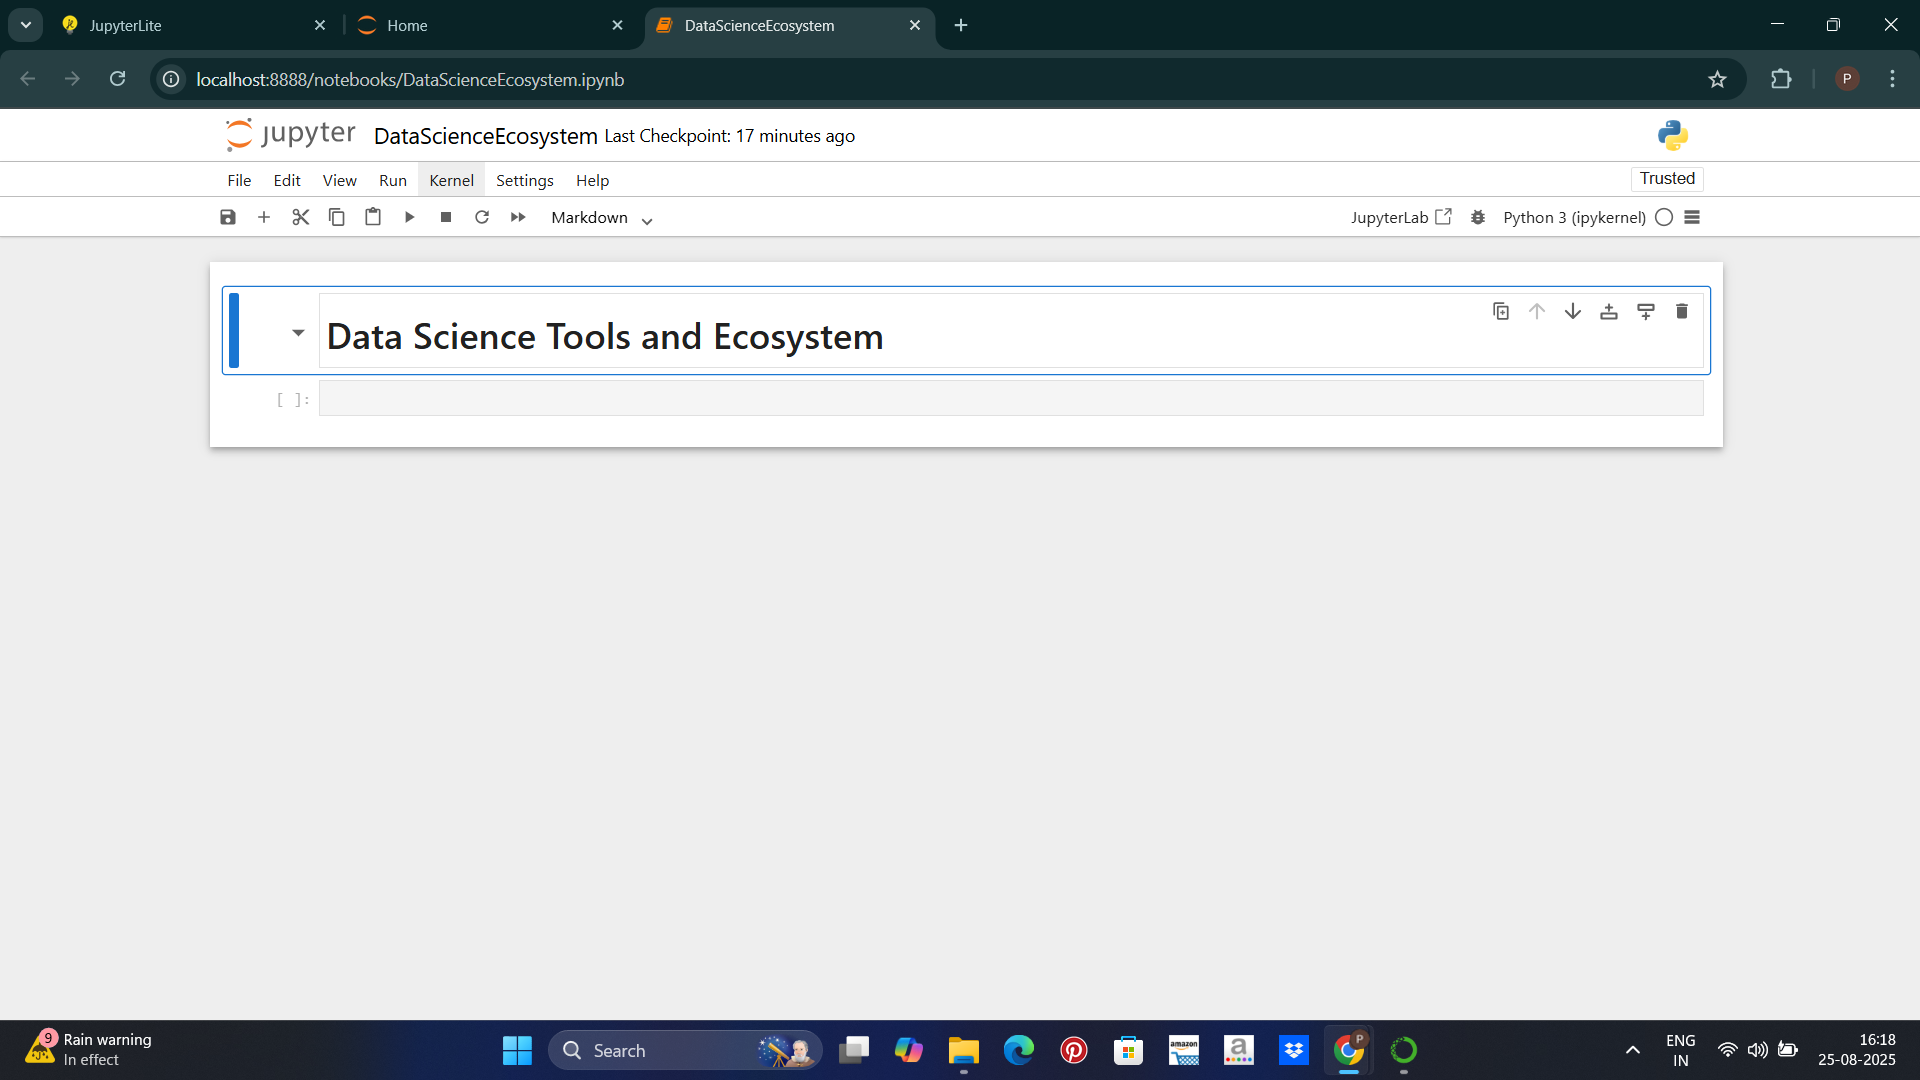 JupyterLite
Home
DataScienceEcosystem
localhost:8888/notebooks/DataScienceEcosystem.ipynb
P
jupyter DataScienceEcosystem Last Checkpoint: 17 minutes ago
File Edit View Run Kernel Settings Help
Trusted
Markdown
JupyterLab
Python 3 (ipykernel)
Data Science Tools and Ecosystem
[ ]:
9
Rain warning
In effect
Search
amazon
a
P
ENG
IN
16:18
25-08-2025